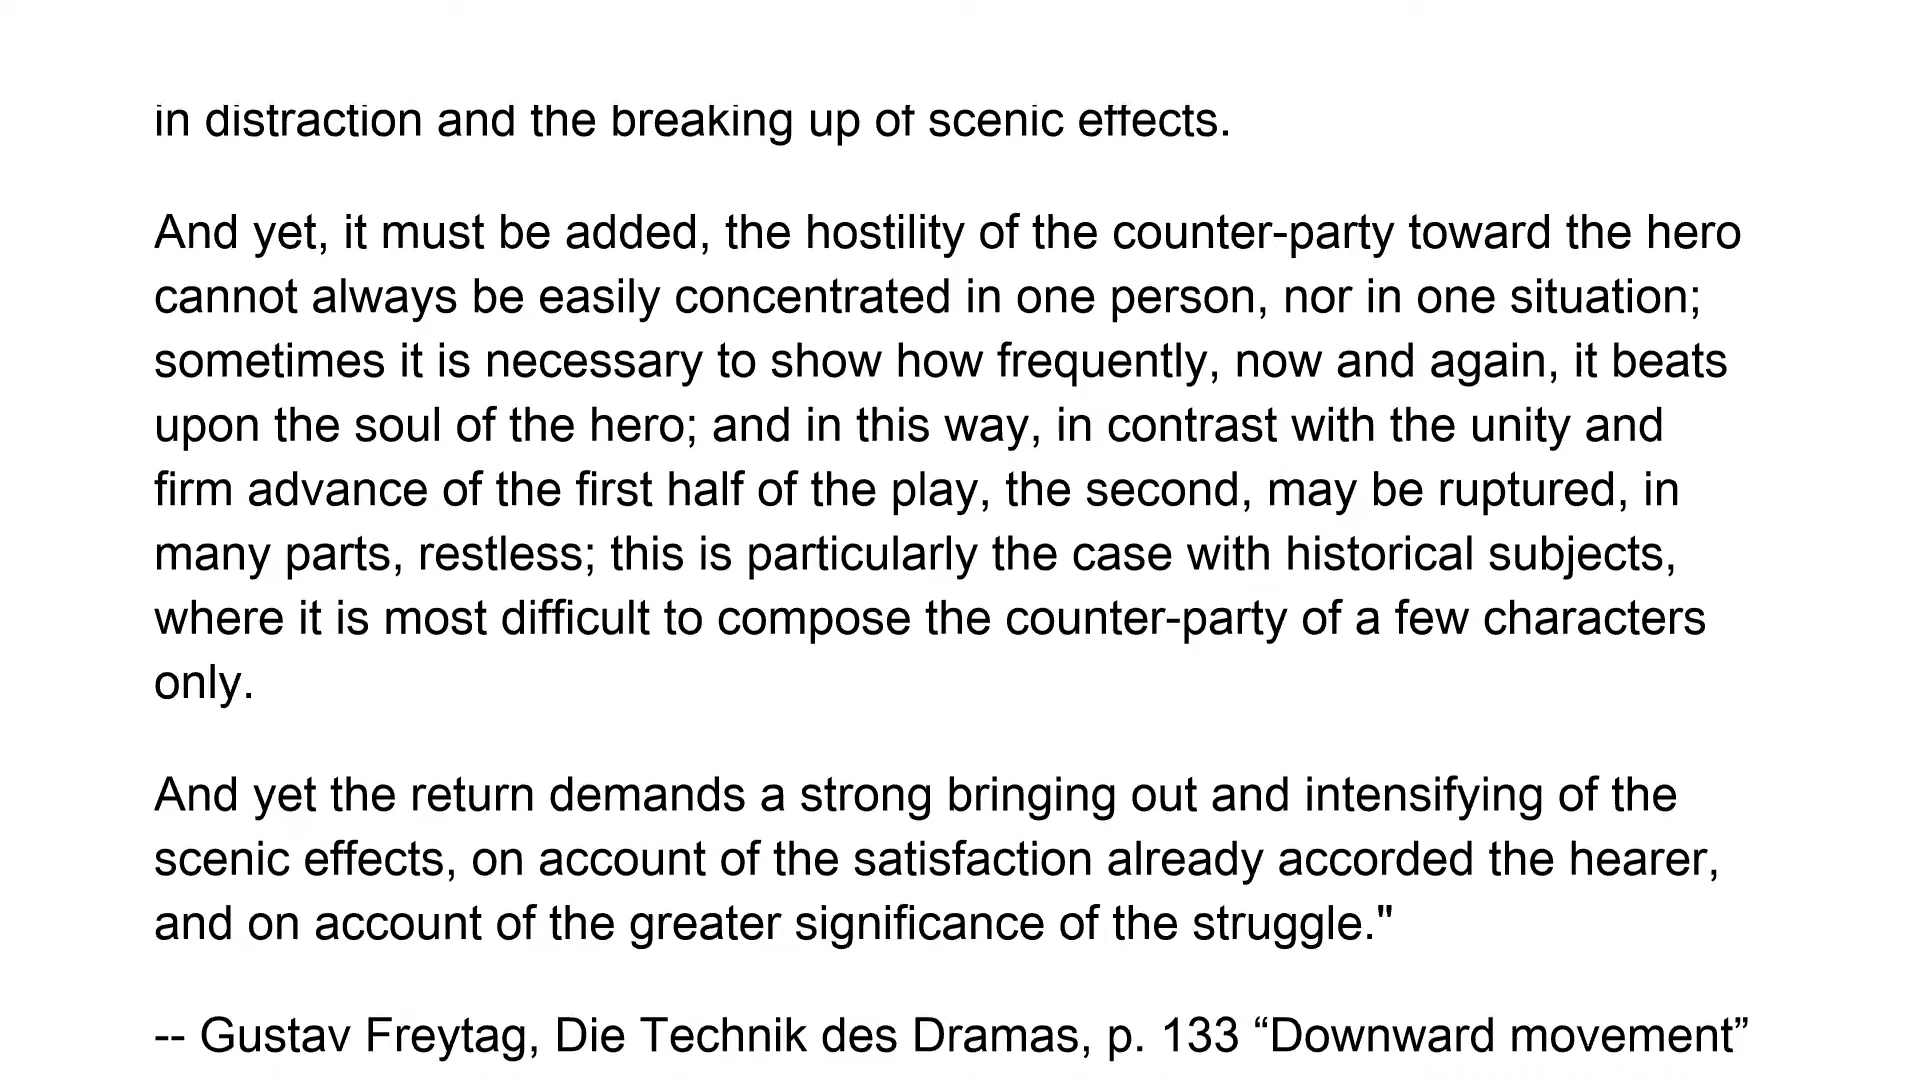 in distraction and the breaking up of scenic effects.
And yet, it must be added, the hostility of the counter-party toward the hero
cannot always be easily concentrated in one person, nor in one situation;
sometimes it is necessary to show how frequently, now and again, it beats
upon the soul of the hero; and in this way, in contrast with the unity and
firm advance of the first half of the play, the second, may be ruptured, in
many parts, restless; this is particularly the case with historical subjects,
where it is most difficult to compose the counter-party of a few characters
only.
And yet the return demands a strong bringing out and intensifying of the
scenic effects, on account of the satisfaction already accorded the hearer,
and on account of the greater significance of the struggle."
-- Gustav Freytag, Die Technik des Dramas, p. 133 “Downward movement”